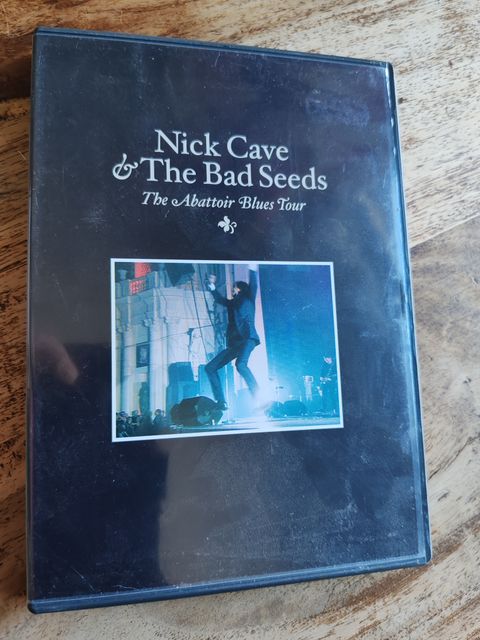 Nick Cave
& The Bad Seeds
The Abattoir Blues Tour